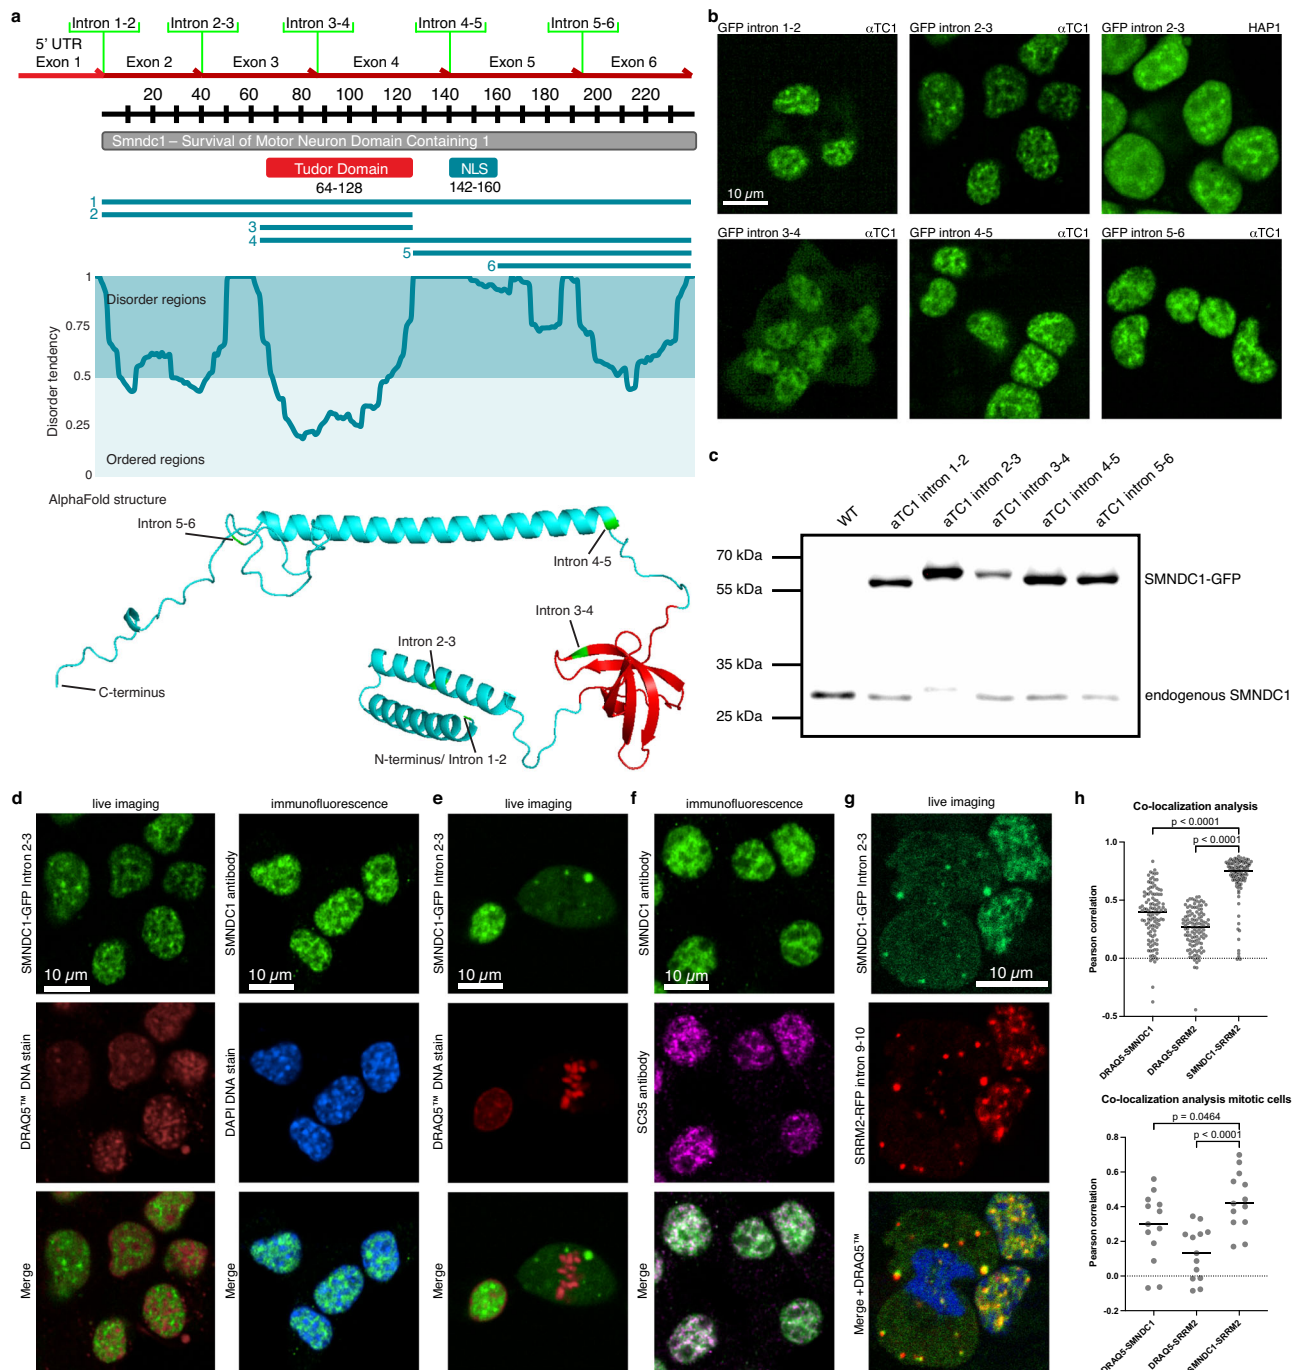 a
Intron 1-2
Intron 2-3
Intron 3-4
Intron 4-5
Intron 5-6
5' UTR
Exon 1
Exon 2
Exon 3
Exon 4
Exon 5
Exon 6
20 40 60 80 100 120 140 160 180 200 220
Smndc1 – Survival of Motor Neuron Domain Containing 1
Tudor Domain
NLS
64-128
142-160
1
2
3
4
5
6
Disorder tendency
1
0.75
0.5
0.25
0
Disorder regions
Ordered regions
AlphaFold structure
Intron 5-6
Intron 4-5
Intron 3-4
Intron 2-3
C-terminus
N-terminus/ Intron 1-2
b
GFP intron 1-2 αTC1
GFP intron 2-3 αTC1
GFP intron 2-3 HAP1
10 µm
GFP intron 3-4 αTC1
GFP intron 4-5 αTC1
GFP intron 5-6 αTC1
c
WT
aTC1 intron 1-2
aTC1 intron 2-3
aTC1 intron 3-4
aTC1 intron 4-5
aTC1 intron 5-6
70 kDa
55 kDa
35 kDa
25 kDa
SMNDC1-GFP
endogenous SMNDC1
d
live imaging
immunofluorescence
SMNDC1-GFP Intron 2-3
10 µm
DRAQ5™ DNA stain
Merge
SMNDC1 antibody
DAPI DNA stain
Merge
e
live imaging
SMNDC1-GFP Intron 2-3
10 µm
DRAQ5™ DNA stain
Merge
f
immunofluorescence
SMNDC1 antibody
10 µm
SC35 antibody
Merge
g
live imaging
SMNDC1-GFP Intron 2-3
10 µm
SRRM2-RFP intron 9-10
Merge +DRAQ5™
h
Co-localization analysis
p < 0.0001
p < 0.0001
Pearson correlation
1.0
0.5
0.0
-0.5
DRAQ5-SMNDC1
DRAQ5-SRRM2
SMNDC1-SRRM2
Co-localization analysis mitotic cells
p = 0.0464
p < 0.0001
Pearson correlation
0.8
0.6
0.4
0.2
0.0
-0.2
DRAQ5-SMNDC1
DRAQ5-SRRM2
SMNDC1-SRRM2